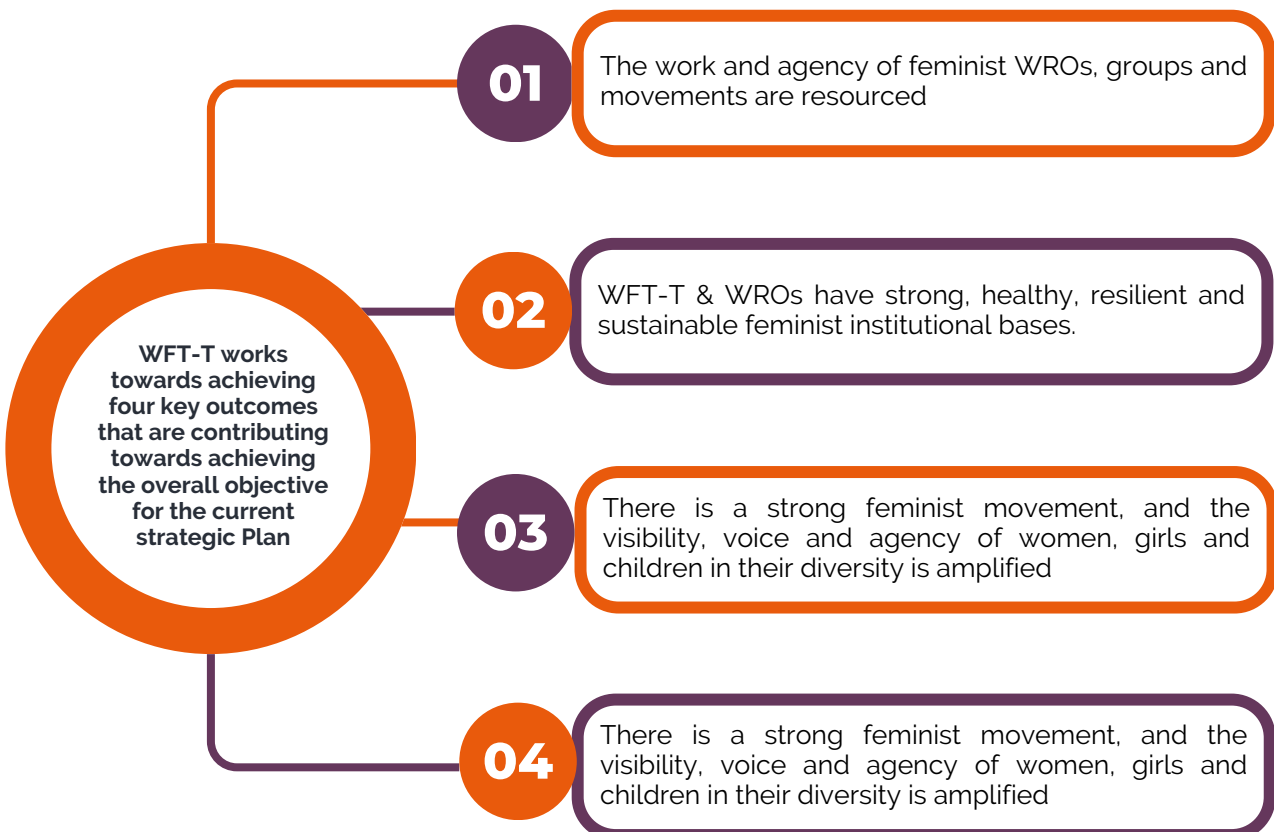 01
The work and agency of feminist WROs, groups and
movements are resourced
02
WFT-T & WROs have strong, healthy, resilient and
sustainable feminist institutional bases.
WFT-T works
towards achieving
four key outcomes
that are contributing
towards achieving
the overall objective
for the current
strategic Plan
03
There is a strong feminist movement, and the
visibility, voice and agency of women, girls and
children in their diversity is amplified
04
There is a strong feminist movement, and the
visibility, voice and agency of women, girls and
children in their diversity is amplified